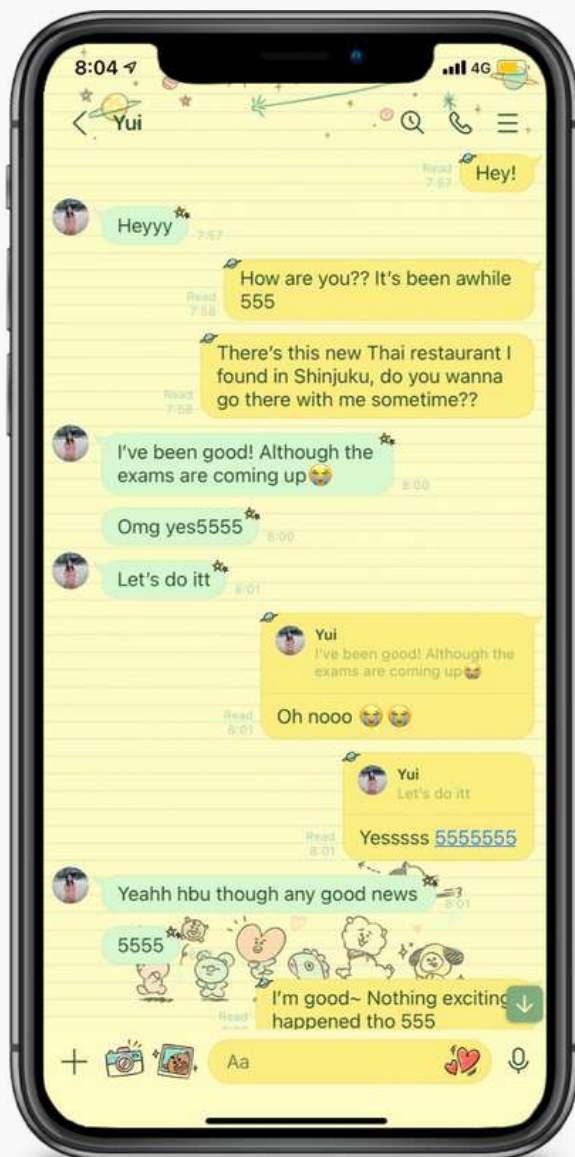 8:04
4G
Yui
Hey!
Read
7:57
Heyyy
7:57
How are you?? It's been awhile
555
Read
7:58
There's this new Thai restaurant I
found in Shinjuku, do you wanna
go there with me sometime??
Read
7:58
I've been good! Although the
exams are coming up😭
8:00
Omg yes5555
8:00
Let's do itt
8:01
Yui
I've been good! Although the
exams are coming up😭
Oh nooo 😭😭
Read
8:01
Yui
Let's do itt
Yesssss 5555555
Read
8:01
Yeahh hbu though any good news
8:01
5555
I'm good~ Nothing exciting
happened tho 555
Read
Aa